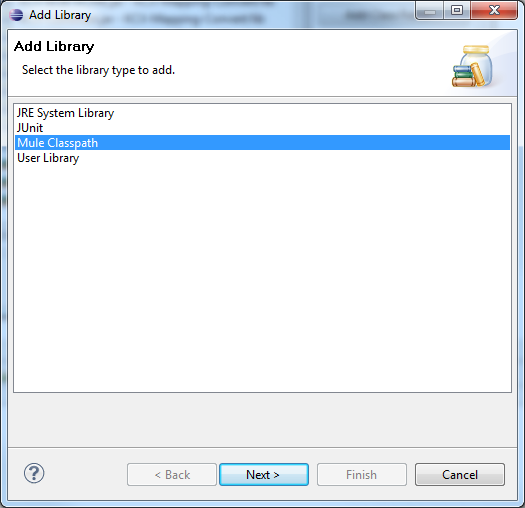 Add Library
Add Library
Select the library type to add.
JRE System Library
JUnit
Mule Classpath
User Library
?
< Back
Next >
Finish
Cancel